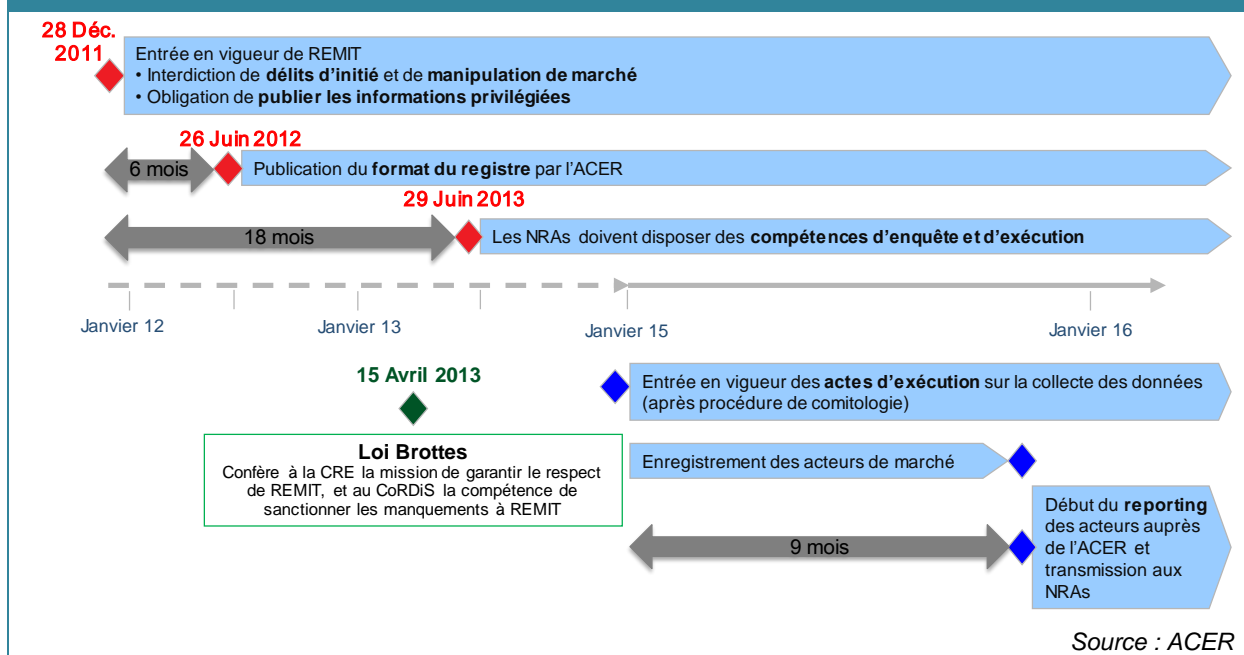 28 Déc.
2011
Entrée en vigueur de REMIT
• Interdiction de délits d'initié et de manipulation de marché
• Obligation de publier les informations privilégiées
26 Juin 2012
6 mois
Publication du format du registre par l'ACER
29 Juin 2013
18 mois
Les NRAs doivent disposer des compétences d'enquête et d'exécution
Janvier 12
Janvier 13
Janvier 15
Janvier 16
15 Avril 2013
Loi Brottes
Confère à la CRE la mission de garantir le respect
de REMIT, et au CoRDiS la compétence de
sanctionner les manquements à REMIT
Entrée en vigueur des actes d'exécution sur la collecte des données
(après procédure de comitologie)
Enregistrement des acteurs de marché
9 mois
Début du reporting
des acteurs auprès
de l'ACER et
transmission aux
NRAs
Source : ACER